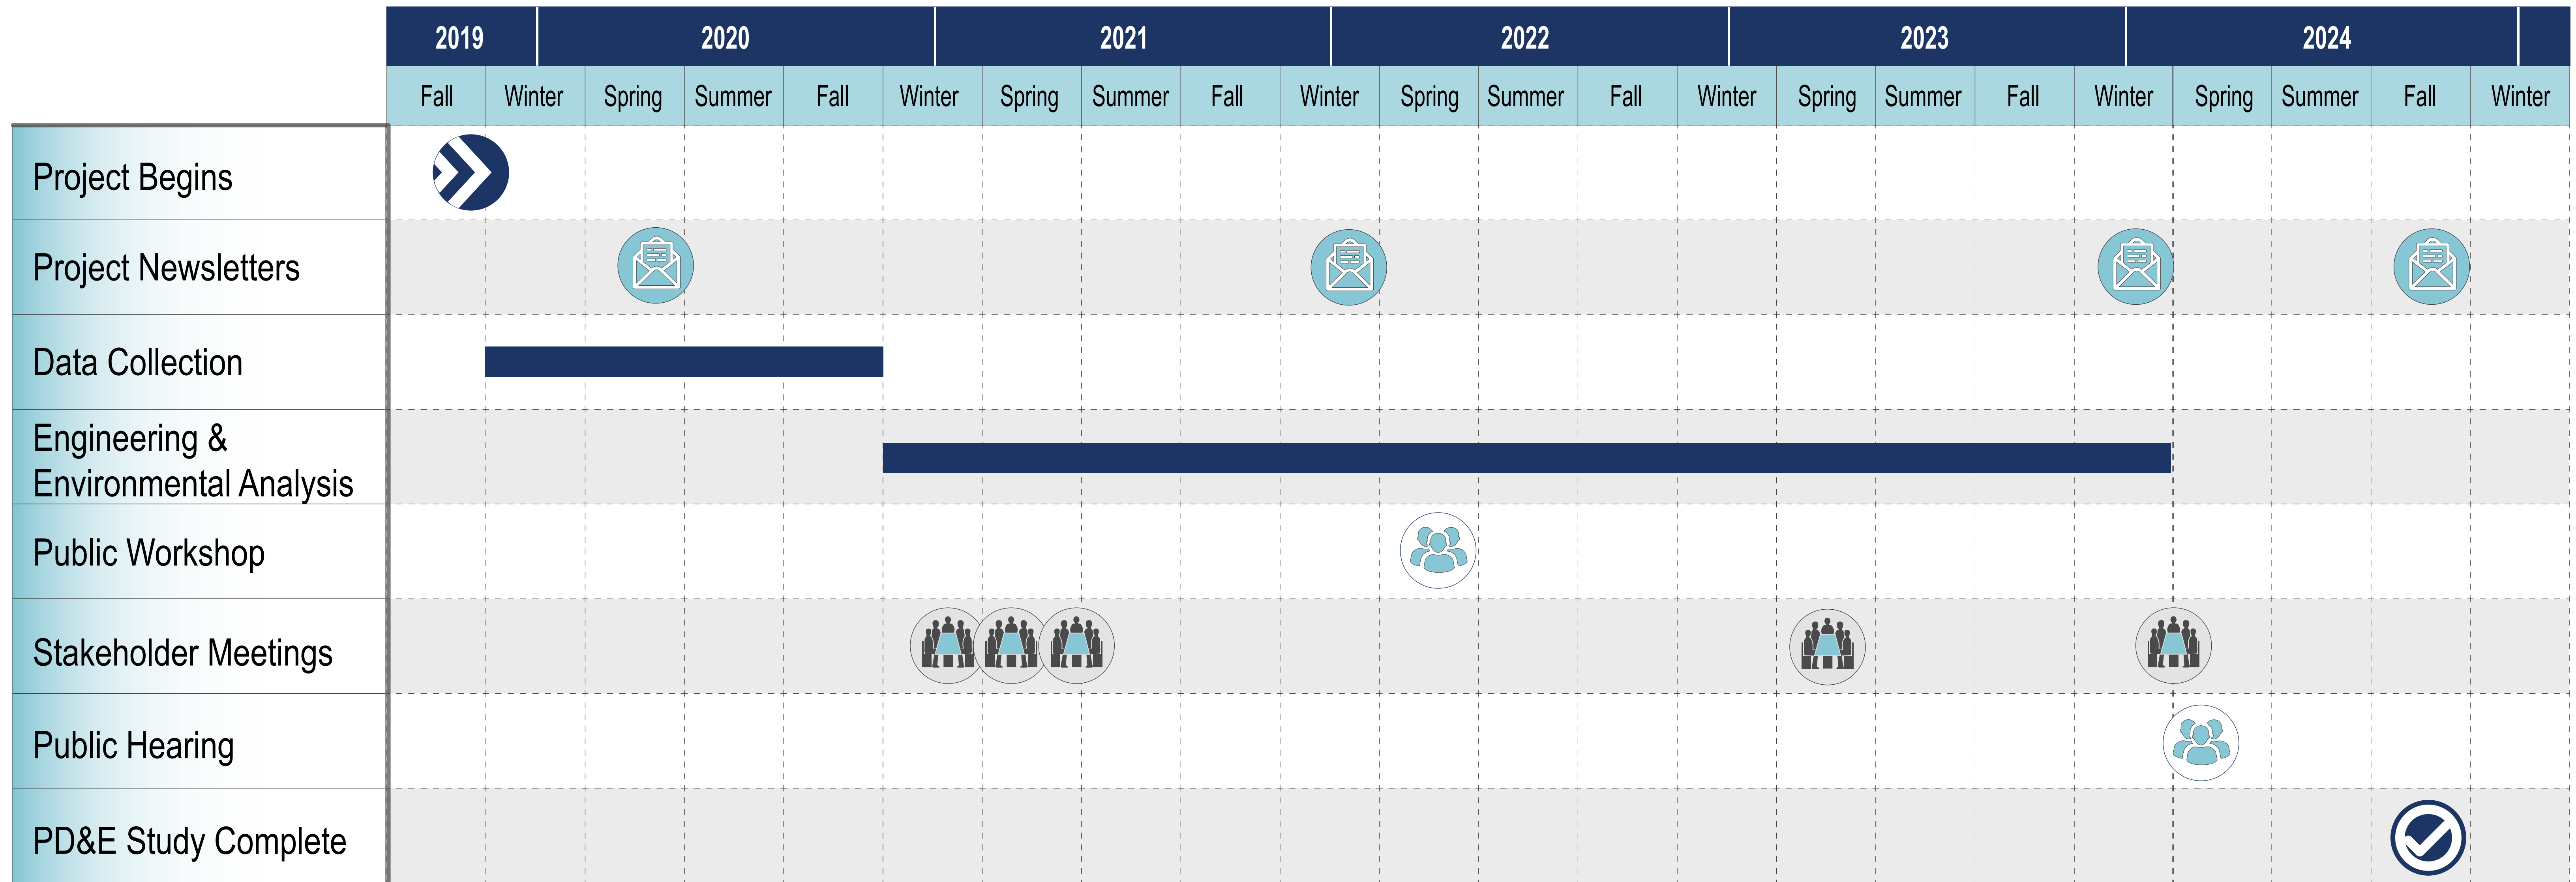 2019 2020 2021 2022 2023 2024
Fall Winter Spring Summer Fall Winter Spring Summer Fall Winter Spring Summer Fall Winter Spring Summer Fall Winter Spring Summer Fall Winter
Project Begins
Project Newsletters
Data Collection
Engineering &
Environmental Analysis
Public Workshop
Stakeholder Meetings
Public Hearing
PD&E Study Complete